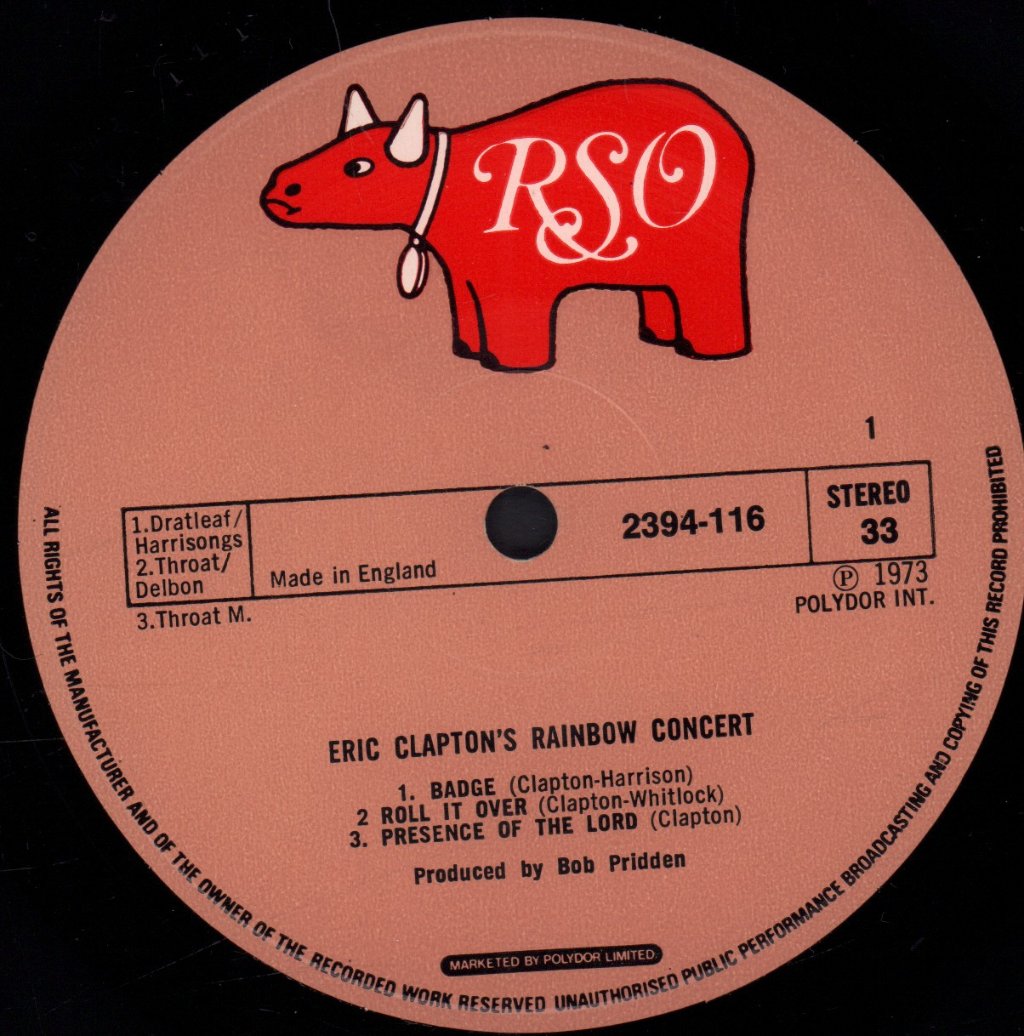 RSO
1
1.Dratleaf/
Harrisongs
2.Throat/
Delbon
3.Throat M.
Made in England
2394-116
STEREO
33
Ⓟ 1973
POLYDOR INT.
ERIC CLAPTON'S RAINBOW CONCERT
1. BADGE (Clapton-Harrison)
2 ROLL IT OVER (Clapton-Whitlock)
3. PRESENCE OF THE LORD (Clapton)
Produced by Bob Pridden
MARKETED BY POLYDOR LIMITED.
ALL RIGHTS OF THE MANUFACTURER AND OF THE OWNER OF THE RECORDED WORK RESERVED UNAUTHORISED PUBLIC PERFORMANCE BROADCASTING AND COPYING OF THIS RECORD PROHIBITED